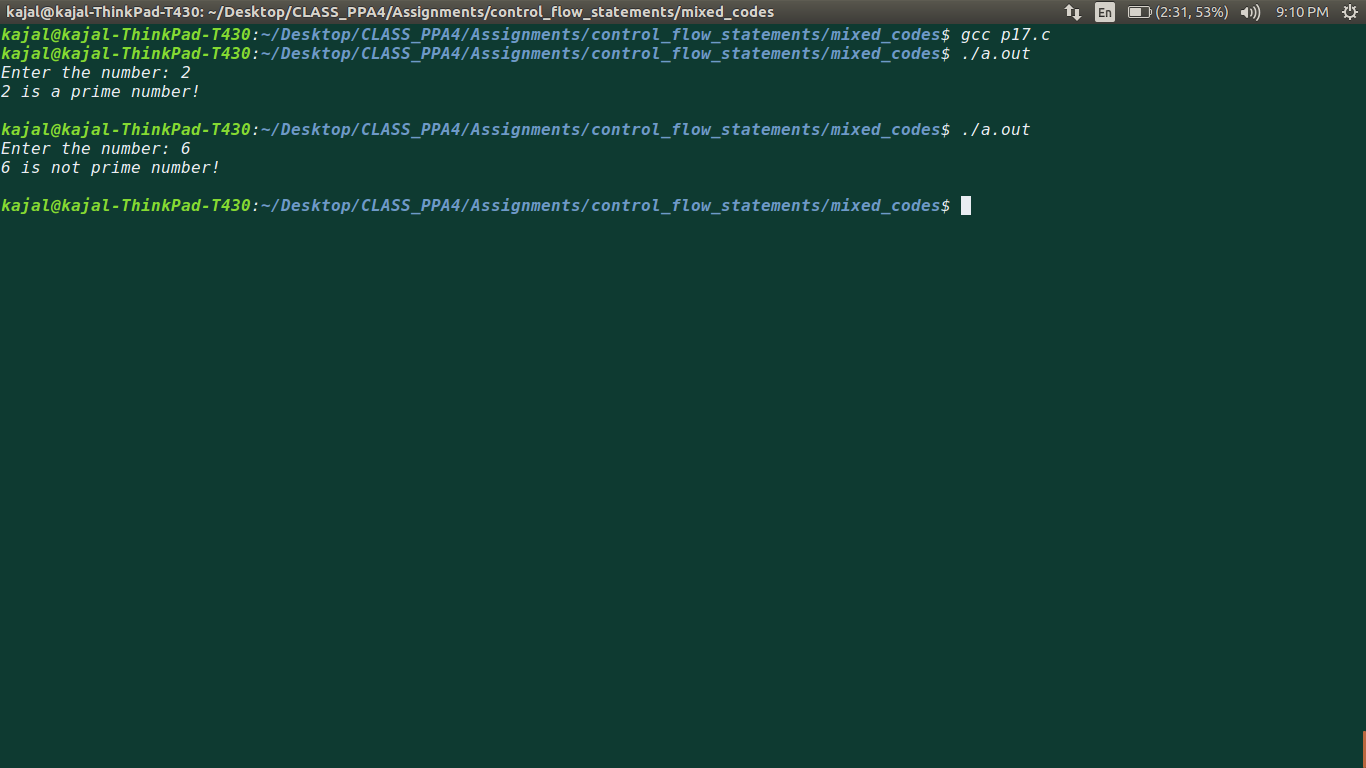 kajal@kajal-ThinkPad-T430: ~/Desktop/CLASS_PPA4/Assignments/control_flow_statements/mixed_codes En (2:31, 53%) 9:10 PM
kajal@kajal-ThinkPad-T430:~/Desktop/CLASS_PPA4/Assignments/control_flow_statements/mixed_codes$ gcc p17.c
kajal@kajal-ThinkPad-T430:~/Desktop/CLASS_PPA4/Assignments/control_flow_statements/mixed_codes$ ./a.out
Enter the number: 2
2 is a prime number!
kajal@kajal-ThinkPad-T430:~/Desktop/CLASS_PPA4/Assignments/control_flow_statements/mixed_codes$ ./a.out
Enter the number: 6
6 is not prime number!
kajal@kajal-ThinkPad-T430:~/Desktop/CLASS_PPA4/Assignments/control_flow_statements/mixed_codes$